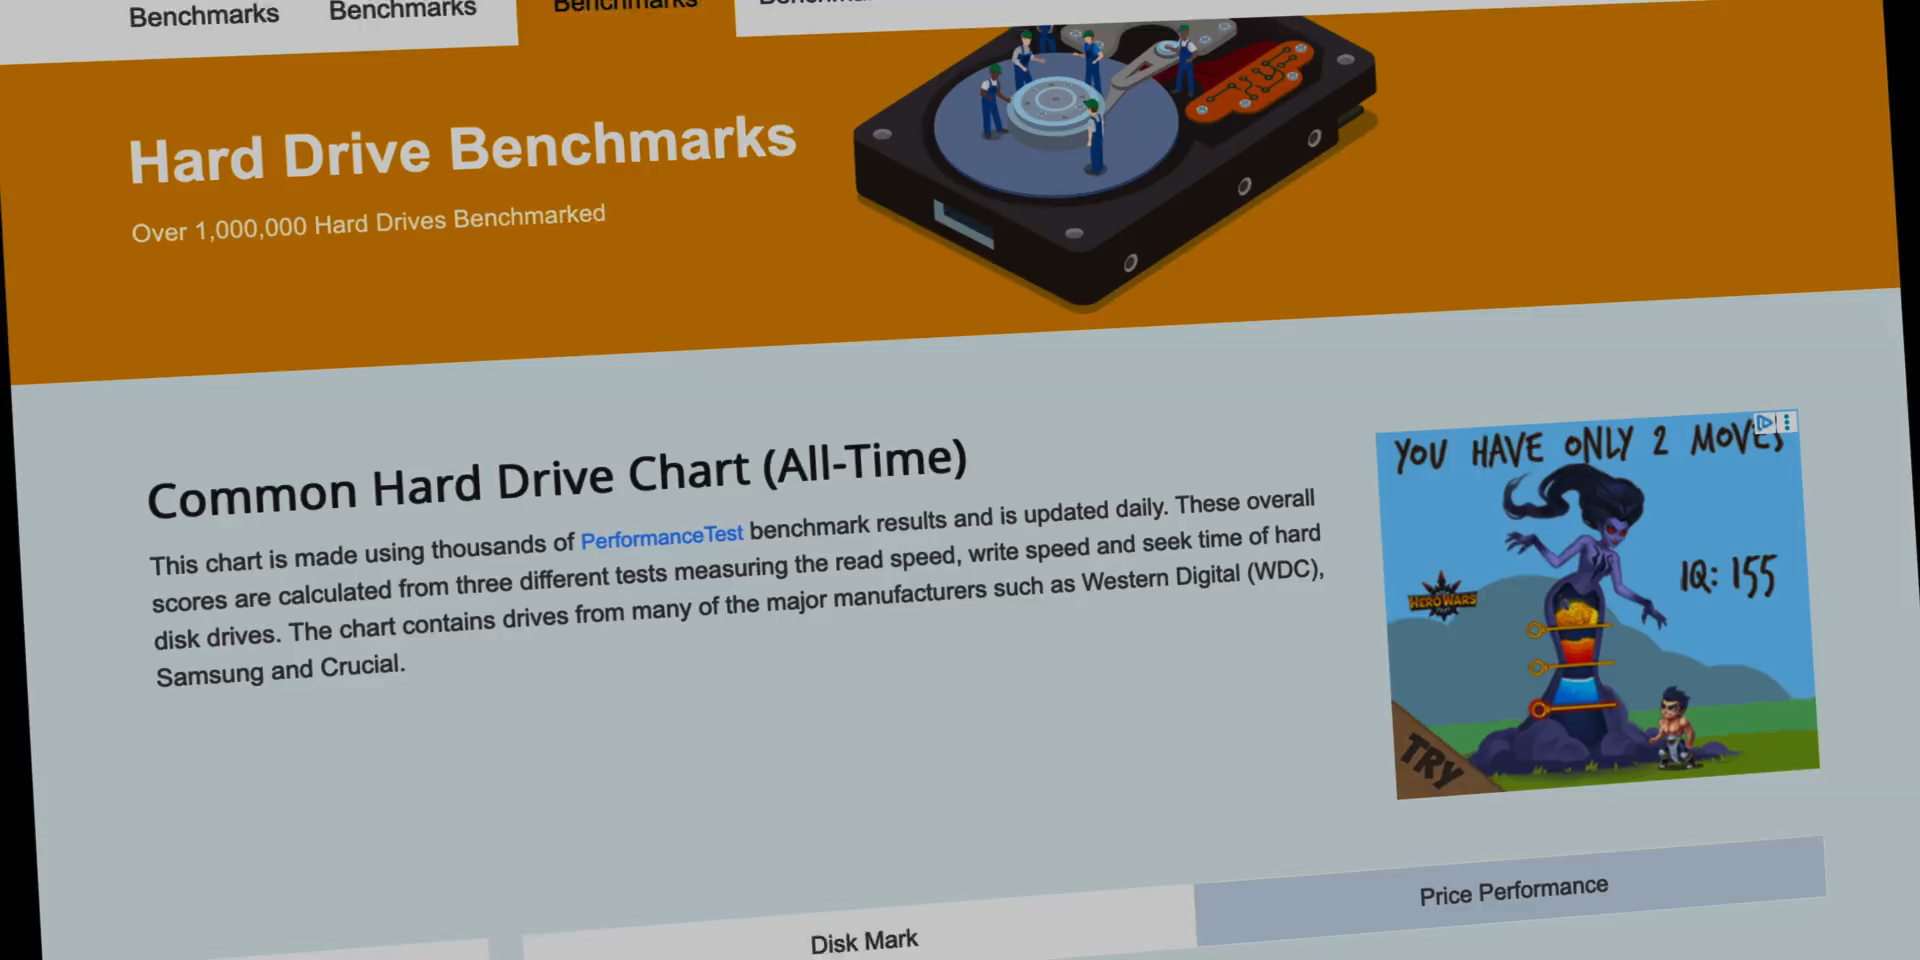 Benchmarks
Benchmarks
Benchmarks
Hard Drive Benchmarks
Over 1,000,000 Hard Drives Benchmarked
Common Hard Drive Chart (All-Time)
This chart is made using thousands of PerformanceTest benchmark results and is updated daily. These overall
scores are calculated from three different tests measuring the read speed, write speed and seek time of hard
disk drives. The chart contains drives from many of the major manufacturers such as Western Digital (WDC),
Samsung and Crucial.
YOU HAVE ONLY 2 MOVES
IQ: 155
HERO WARS
TRY
Price Performance
Disk Mark